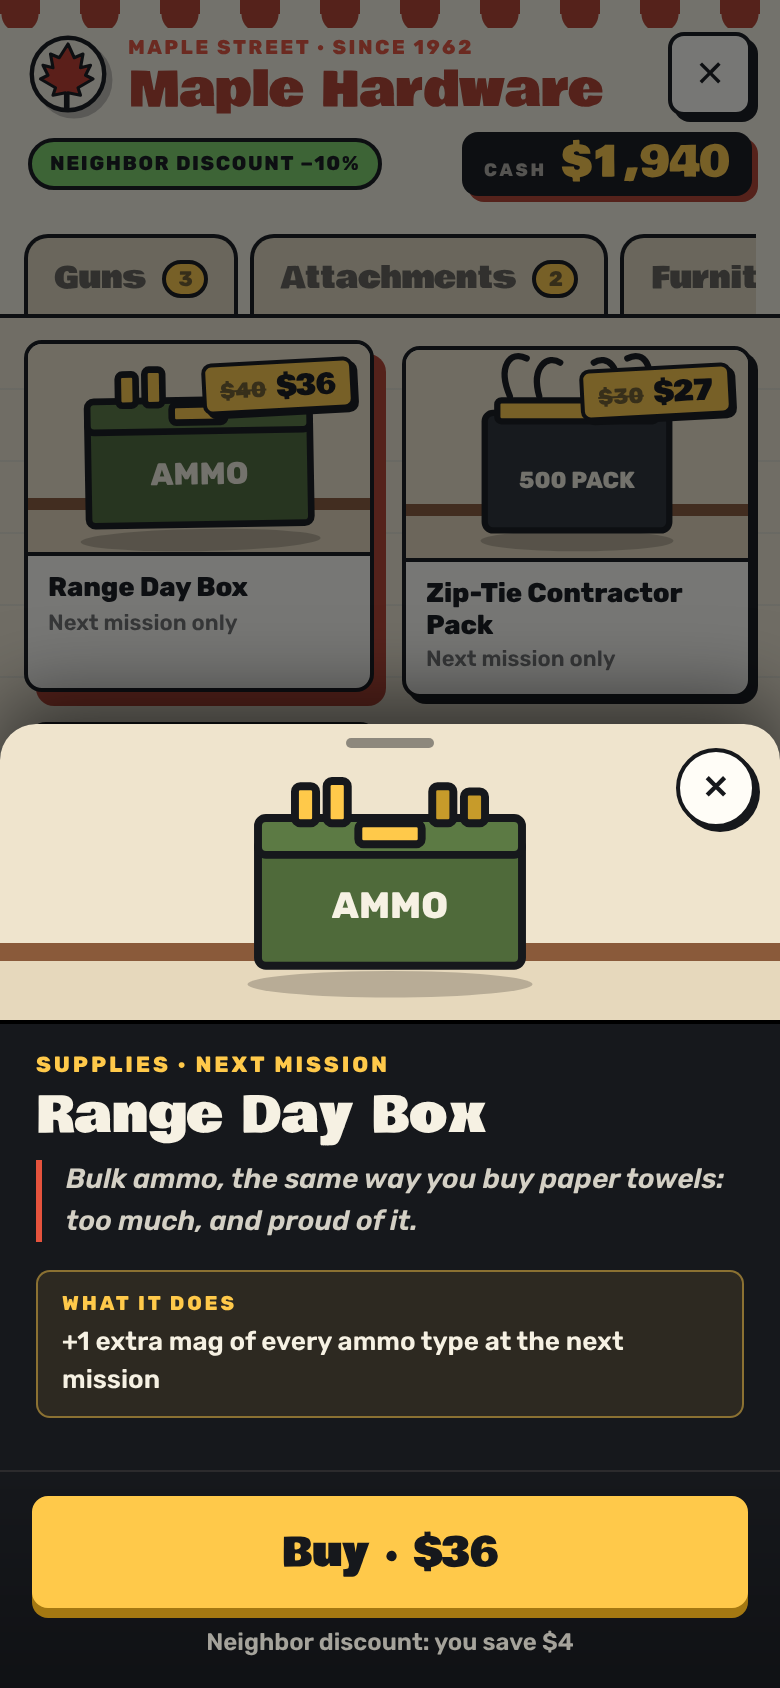 MAPLE STREET • SINCE 1962
Maple Hardware
×
NEIGHBOR DISCOUNT –10%
CASH $1,940
Guns 3
Attachments 2
Furnit
$40 $36
AMMO
Range Day Box
Next mission only
$30 $27
500 PACK
Zip-Tie Contractor
Pack
Next mission only
×
AMMO
SUPPLIES • NEXT MISSION
Range Day Box
Bulk ammo, the same way you buy paper towels:
too much, and proud of it.
WHAT IT DOES
+1 extra mag of every ammo type at the next
mission
Buy · $36
Neighbor discount: you save $4